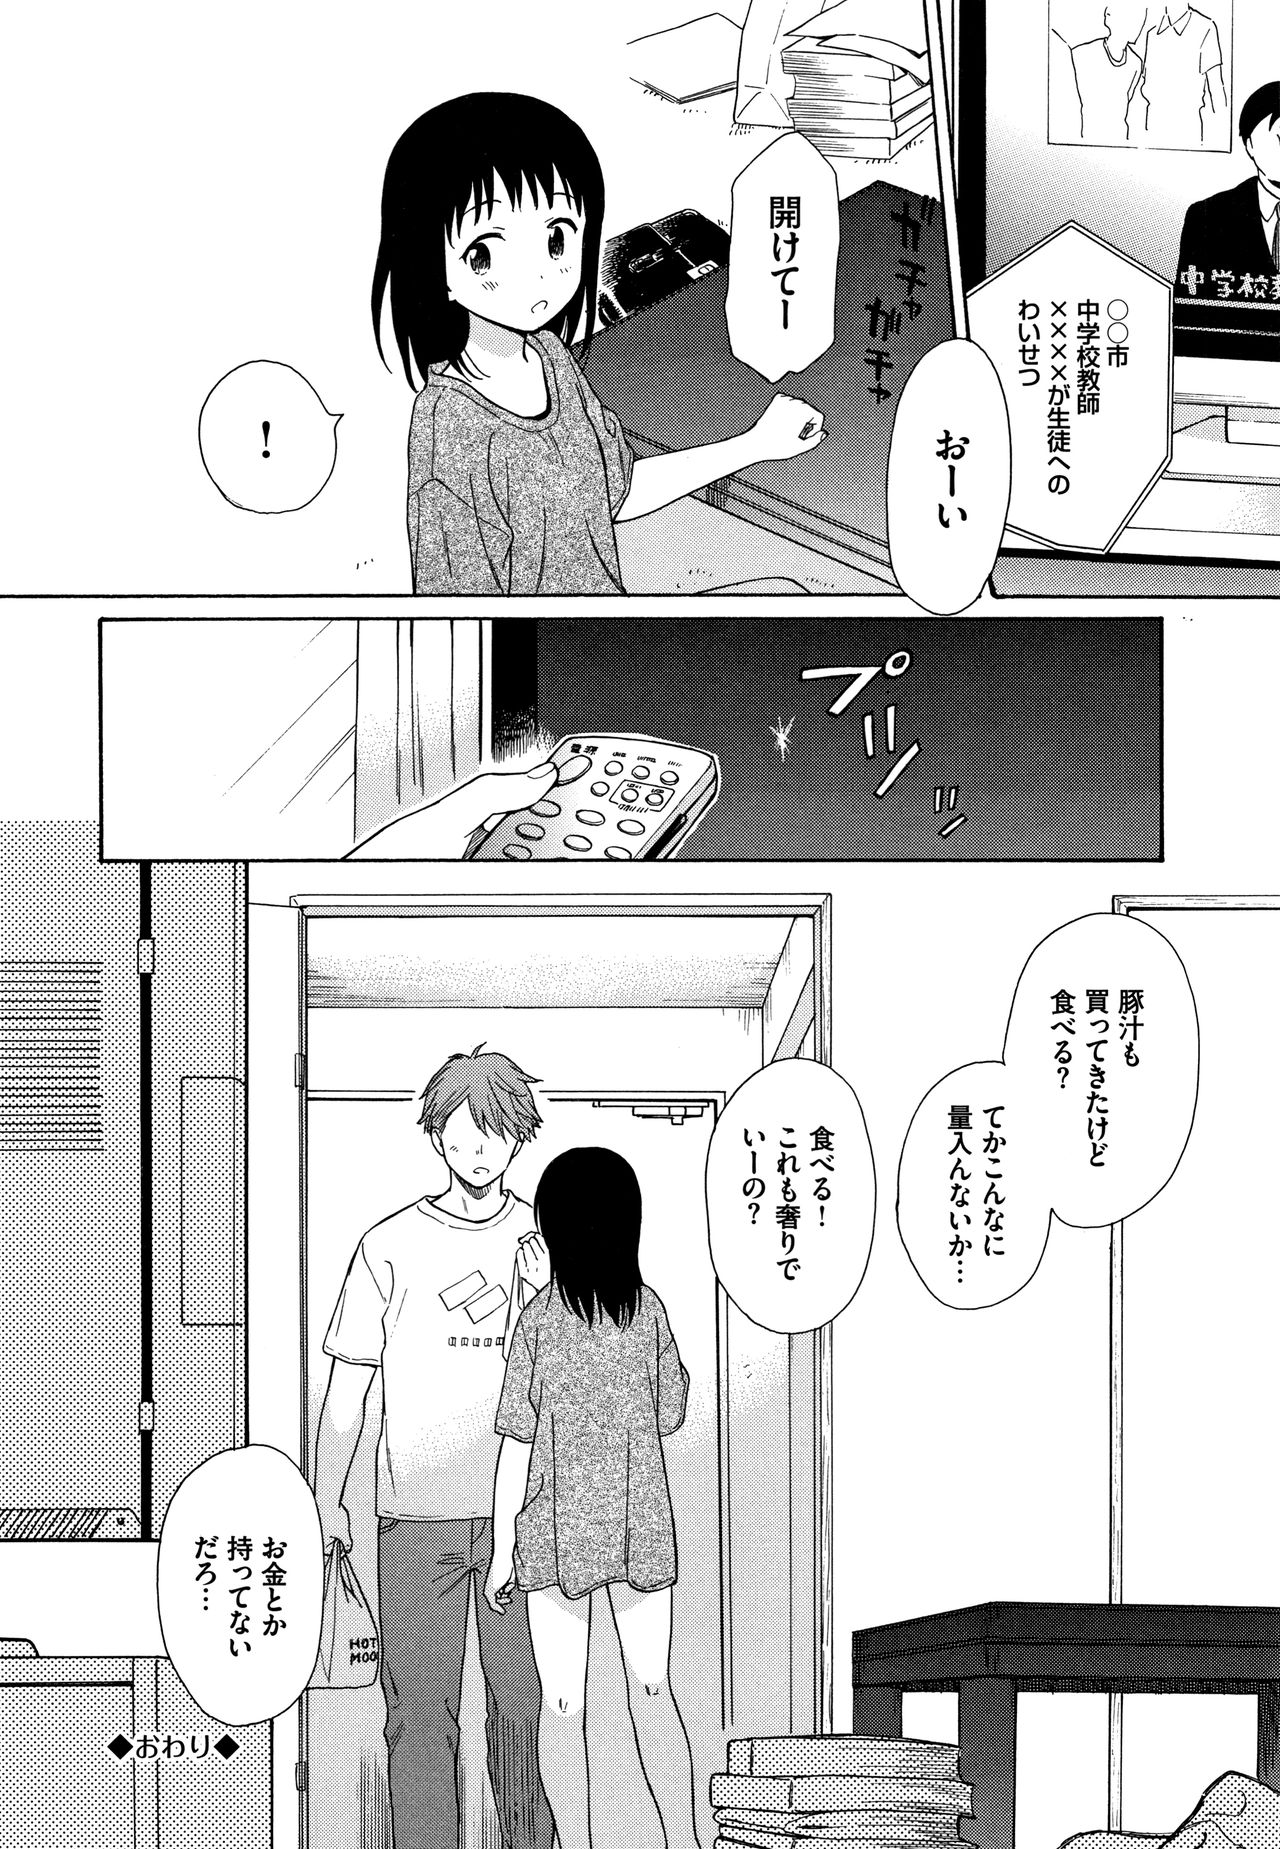 中学校教
○○市
中学校教師
××××が生徒への
わいせつ
ガチャ
ガチャ
おーい
開けてー
！
プツッ
電源
豚汁も
買ってきたけど
食べる？
てかこんなに
量入んないか…
食べる！
これも奢りで
いーの？
お金とか
持ってない
だろ…
HOT
MOO
◆おわり◆